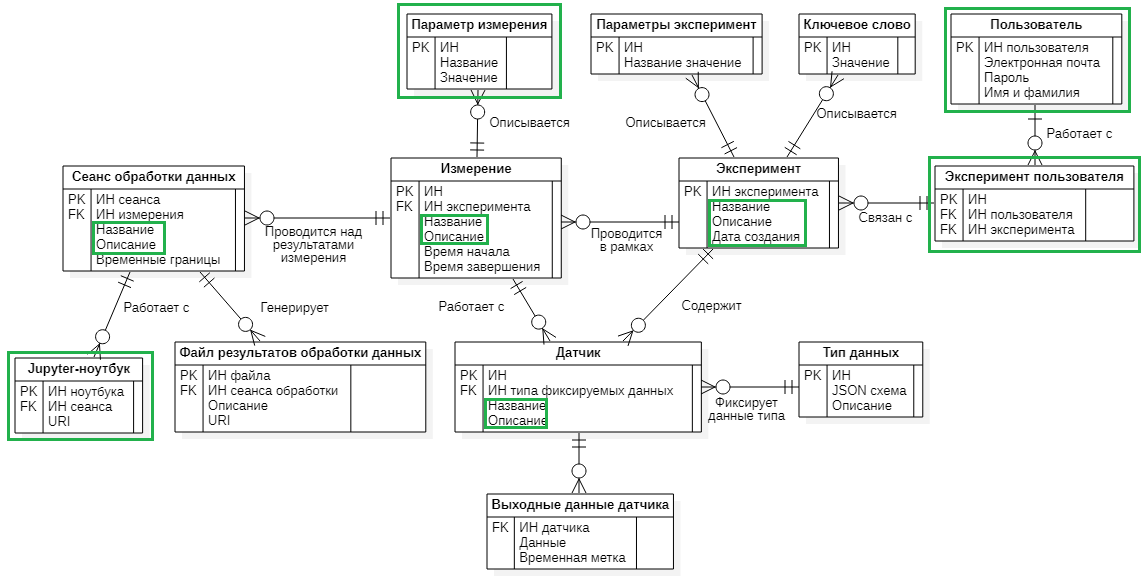 Параметр измерения
PK ИН
Название
Значение
Параметры эксперимент
PK ИН
Название значение
Ключевое слово
PK ИН
Значение
Пользователь
PK ИН пользователя
Электронная почта
Пароль
Имя и фамилия
Описывается
Описывается
Описывается
Работает с
Сеанс обработки данных
PK ИН сеанса
FK ИН измерения
Название
Описание
Временные границы
Проводится над
результатами
измерения
Измерение
PK ИН
FK ИН эксперимента
Название
Описание
Время начала
Время завершения
Проводится
в рамках
Эксперимент
PK ИН эксперимента
Название
Описание
Дата создания
Связан с
Эксперимент пользователя
PK ИН
FK ИН пользователя
FK ИН эксперимента
Работает с
Генерирует
Работает с
Содержит
Jupyter-ноутбук
PK ИН ноутбука
FK ИН сеанса
URI
Файл результатов обработки данных
PK ИН файла
FK ИН сеанса обработки
Описание
URI
Датчик
PK ИН
FK ИН типа фиксируемых данных
Название
Описание
Фиксирует
данные типа
Тип данных
PK ИН
JSON схема
Описание
Выходные данные датчика
FK ИН датчика
Данные
Временная метка